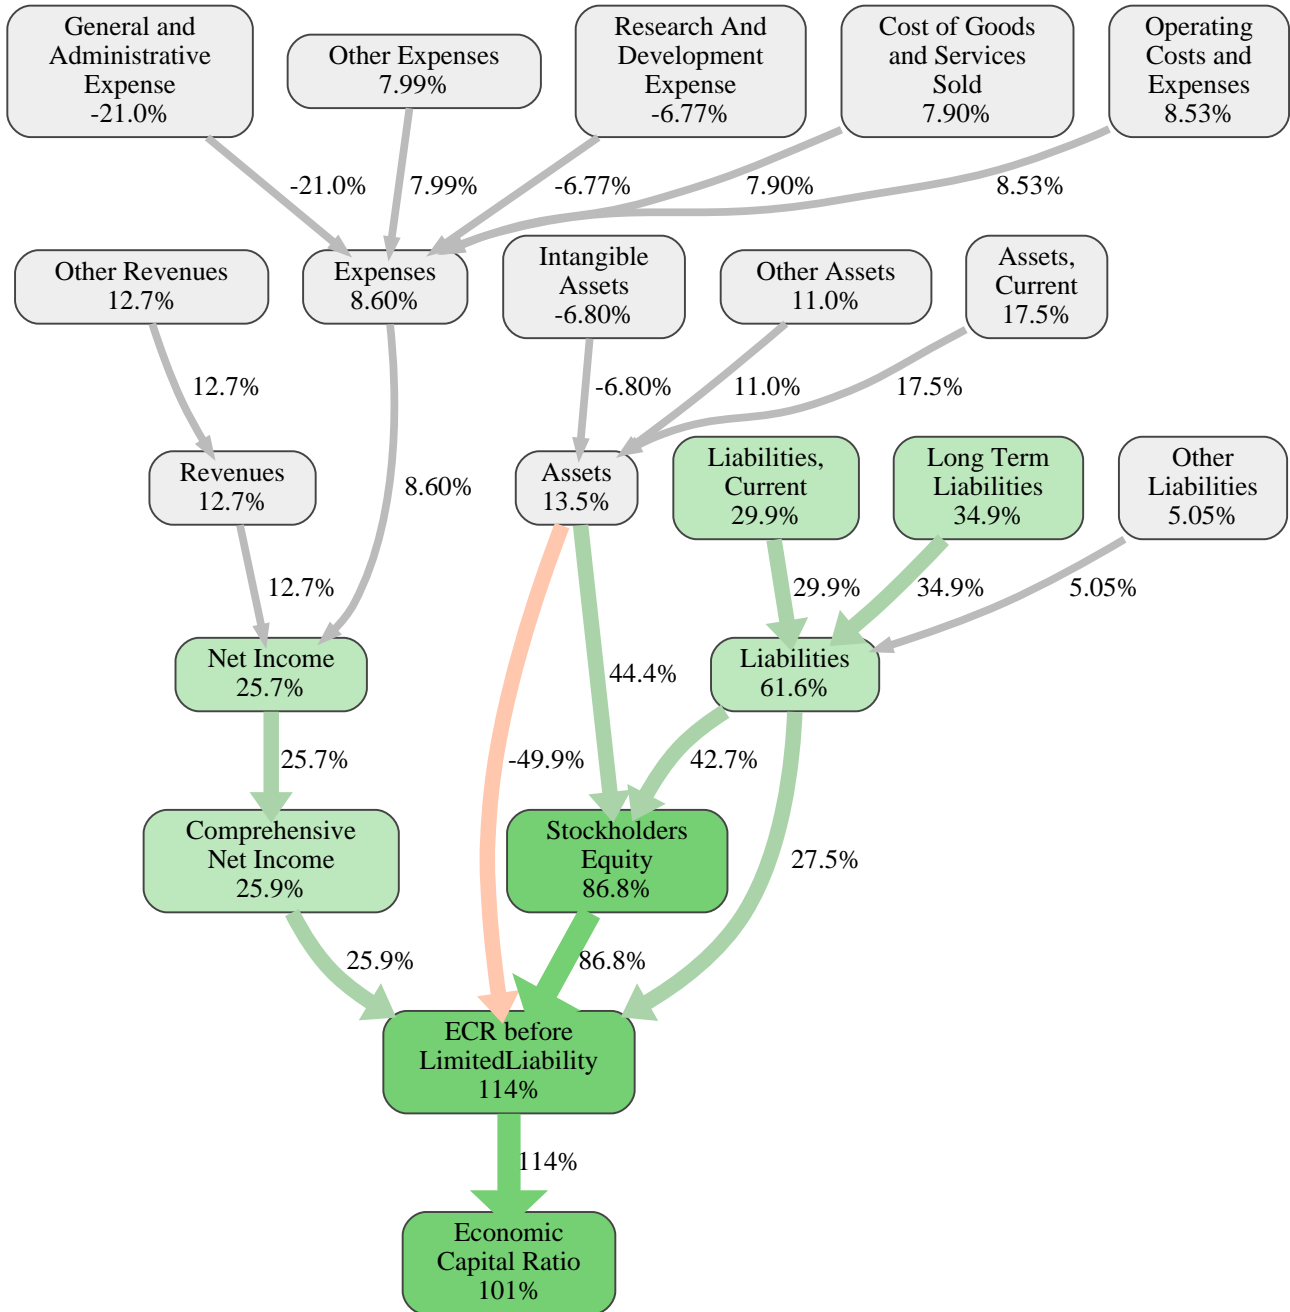 General and
Administrative
Expense
-21.0%
Other Expenses
7.99%
Research And
Development
Expense
-6.77%
Cost of Goods
and Services
Sold
7.90%
Operating
Costs and
Expenses
8.53%
-21.0%
7.99%
-6.77%
7.90%
8.53%
Other Revenues
12.7%
Expenses
8.60%
Intangible
Assets
-6.80%
Other Assets
11.0%
Assets,
Current
17.5%
12.7%
-6.80%
11.0%
17.5%
Revenues
12.7%
8.60%
Assets
13.5%
Liabilities,
Current
29.9%
Long Term
Liabilities
34.9%
Other
Liabilities
5.05%
12.7%
29.9%
34.9%
5.05%
Net Income
25.7%
44.4%
Liabilities
61.6%
25.7%
-49.9%
42.7%
Comprehensive
Net Income
25.9%
Stockholders
Equity
86.8%
27.5%
25.9%
86.8%
ECR before
LimitedLiability
114%
114%
Economic
Capital Ratio
101%